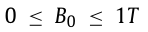 0 ≤ B₀ ≤ 1T